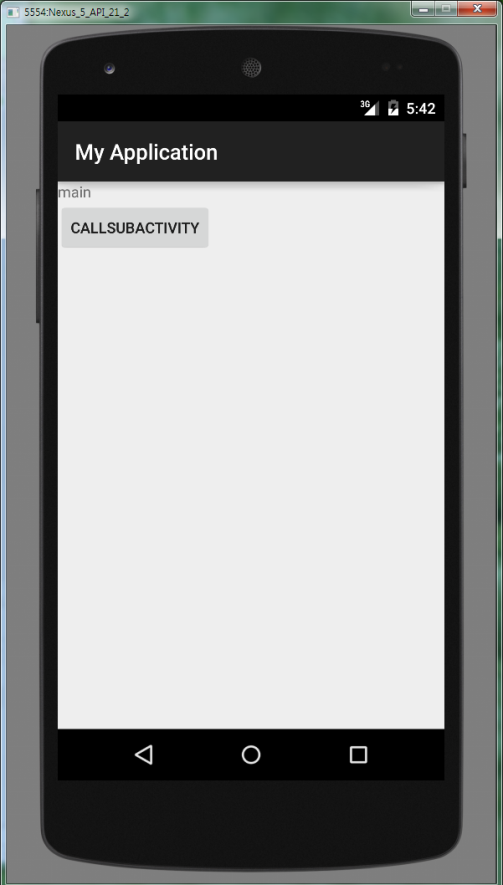 5554:Nexus_5_API_21_2
3G 5:42
My Application
main
CALLSUBACTIVITY